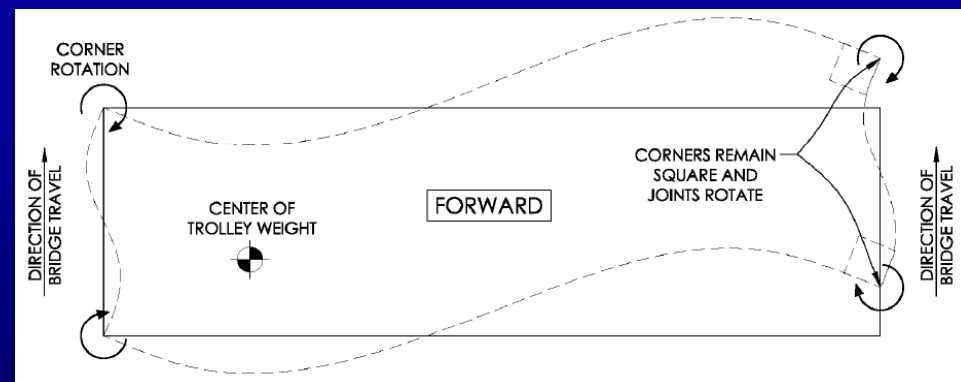 CORNER
ROTATION
DIRECTION OF
BRIDGE TRAVEL
CENTER OF
TROLLEY WEIGHT
FORWARD
CORNERS REMAIN
SQUARE AND
JOINTS ROTATE
DIRECTION OF
BRIDGE TRAVEL